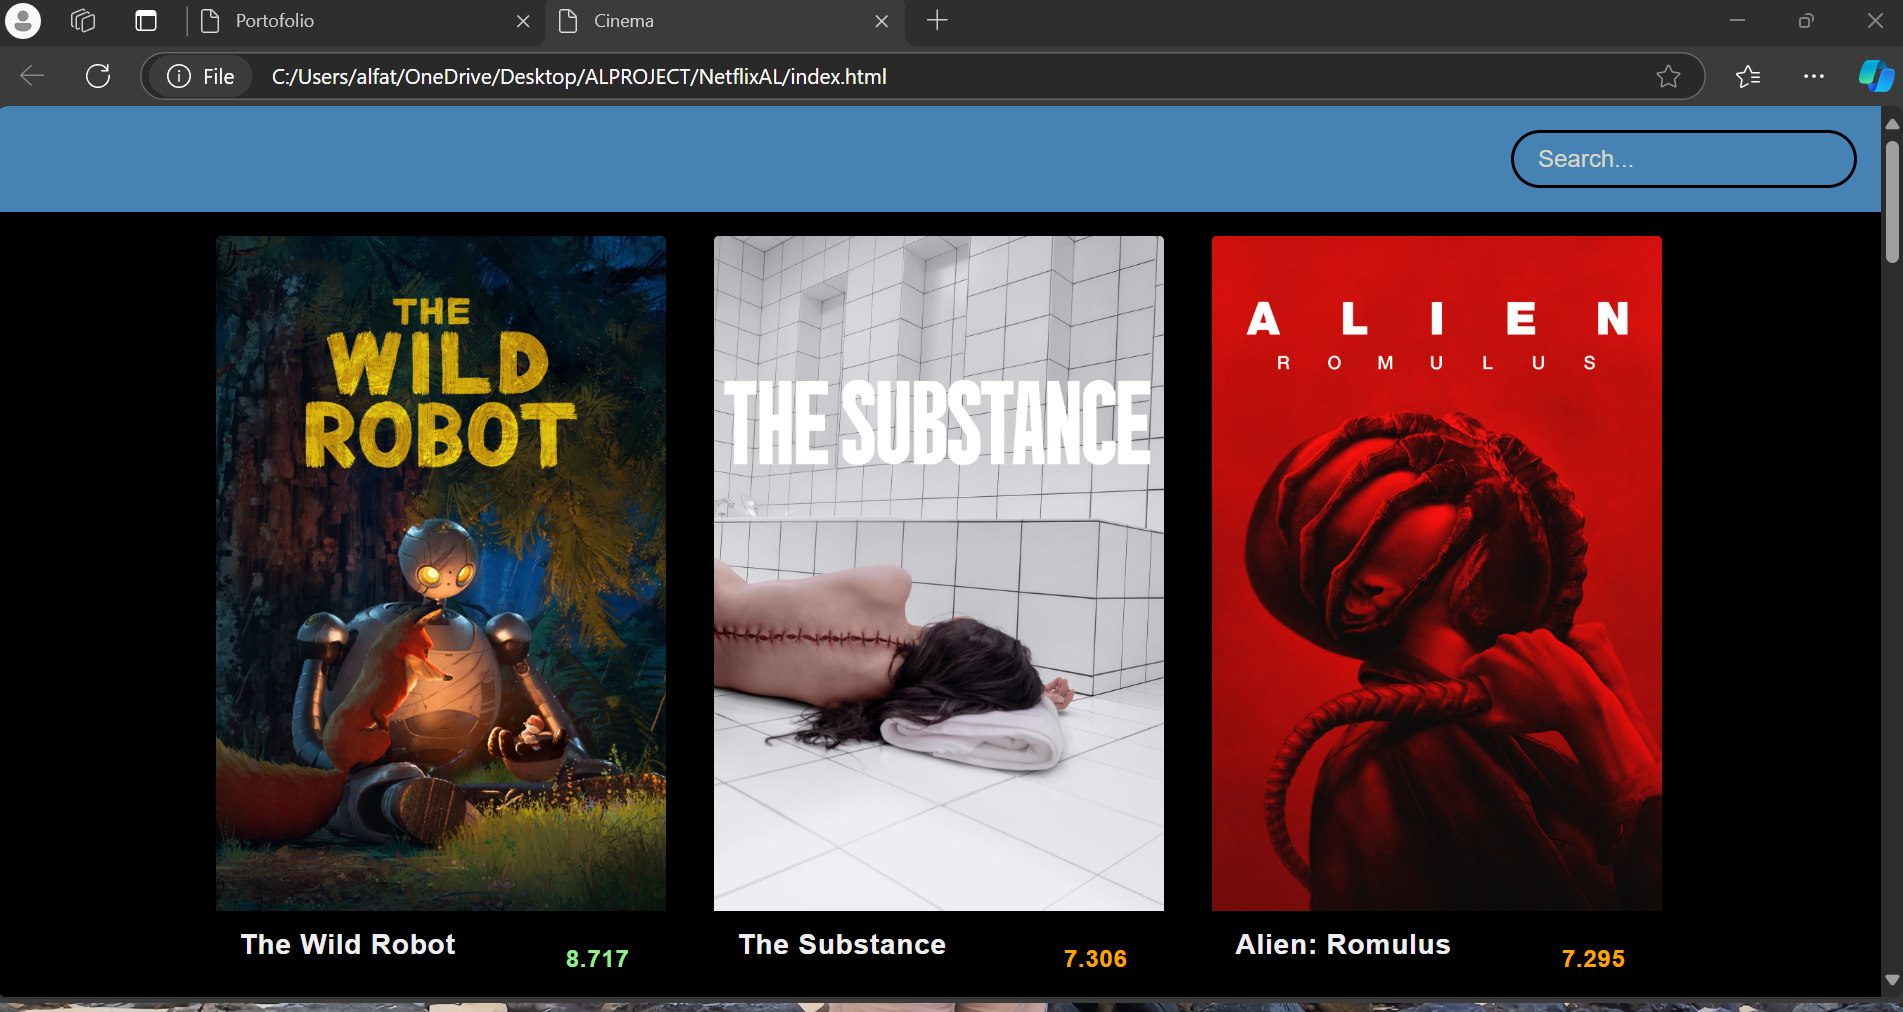 Portofolio
Cinema
File
C:/Users/alfat/OneDrive/Desktop/ALPROJECT/NetflixAL/index.html
Search...
THE
WILD
ROBOT
THE SUBSTANCE
ALIEN
ROMULUS
The Wild Robot
8.717
The Substance
7.306
Alien: Romulus
7.295